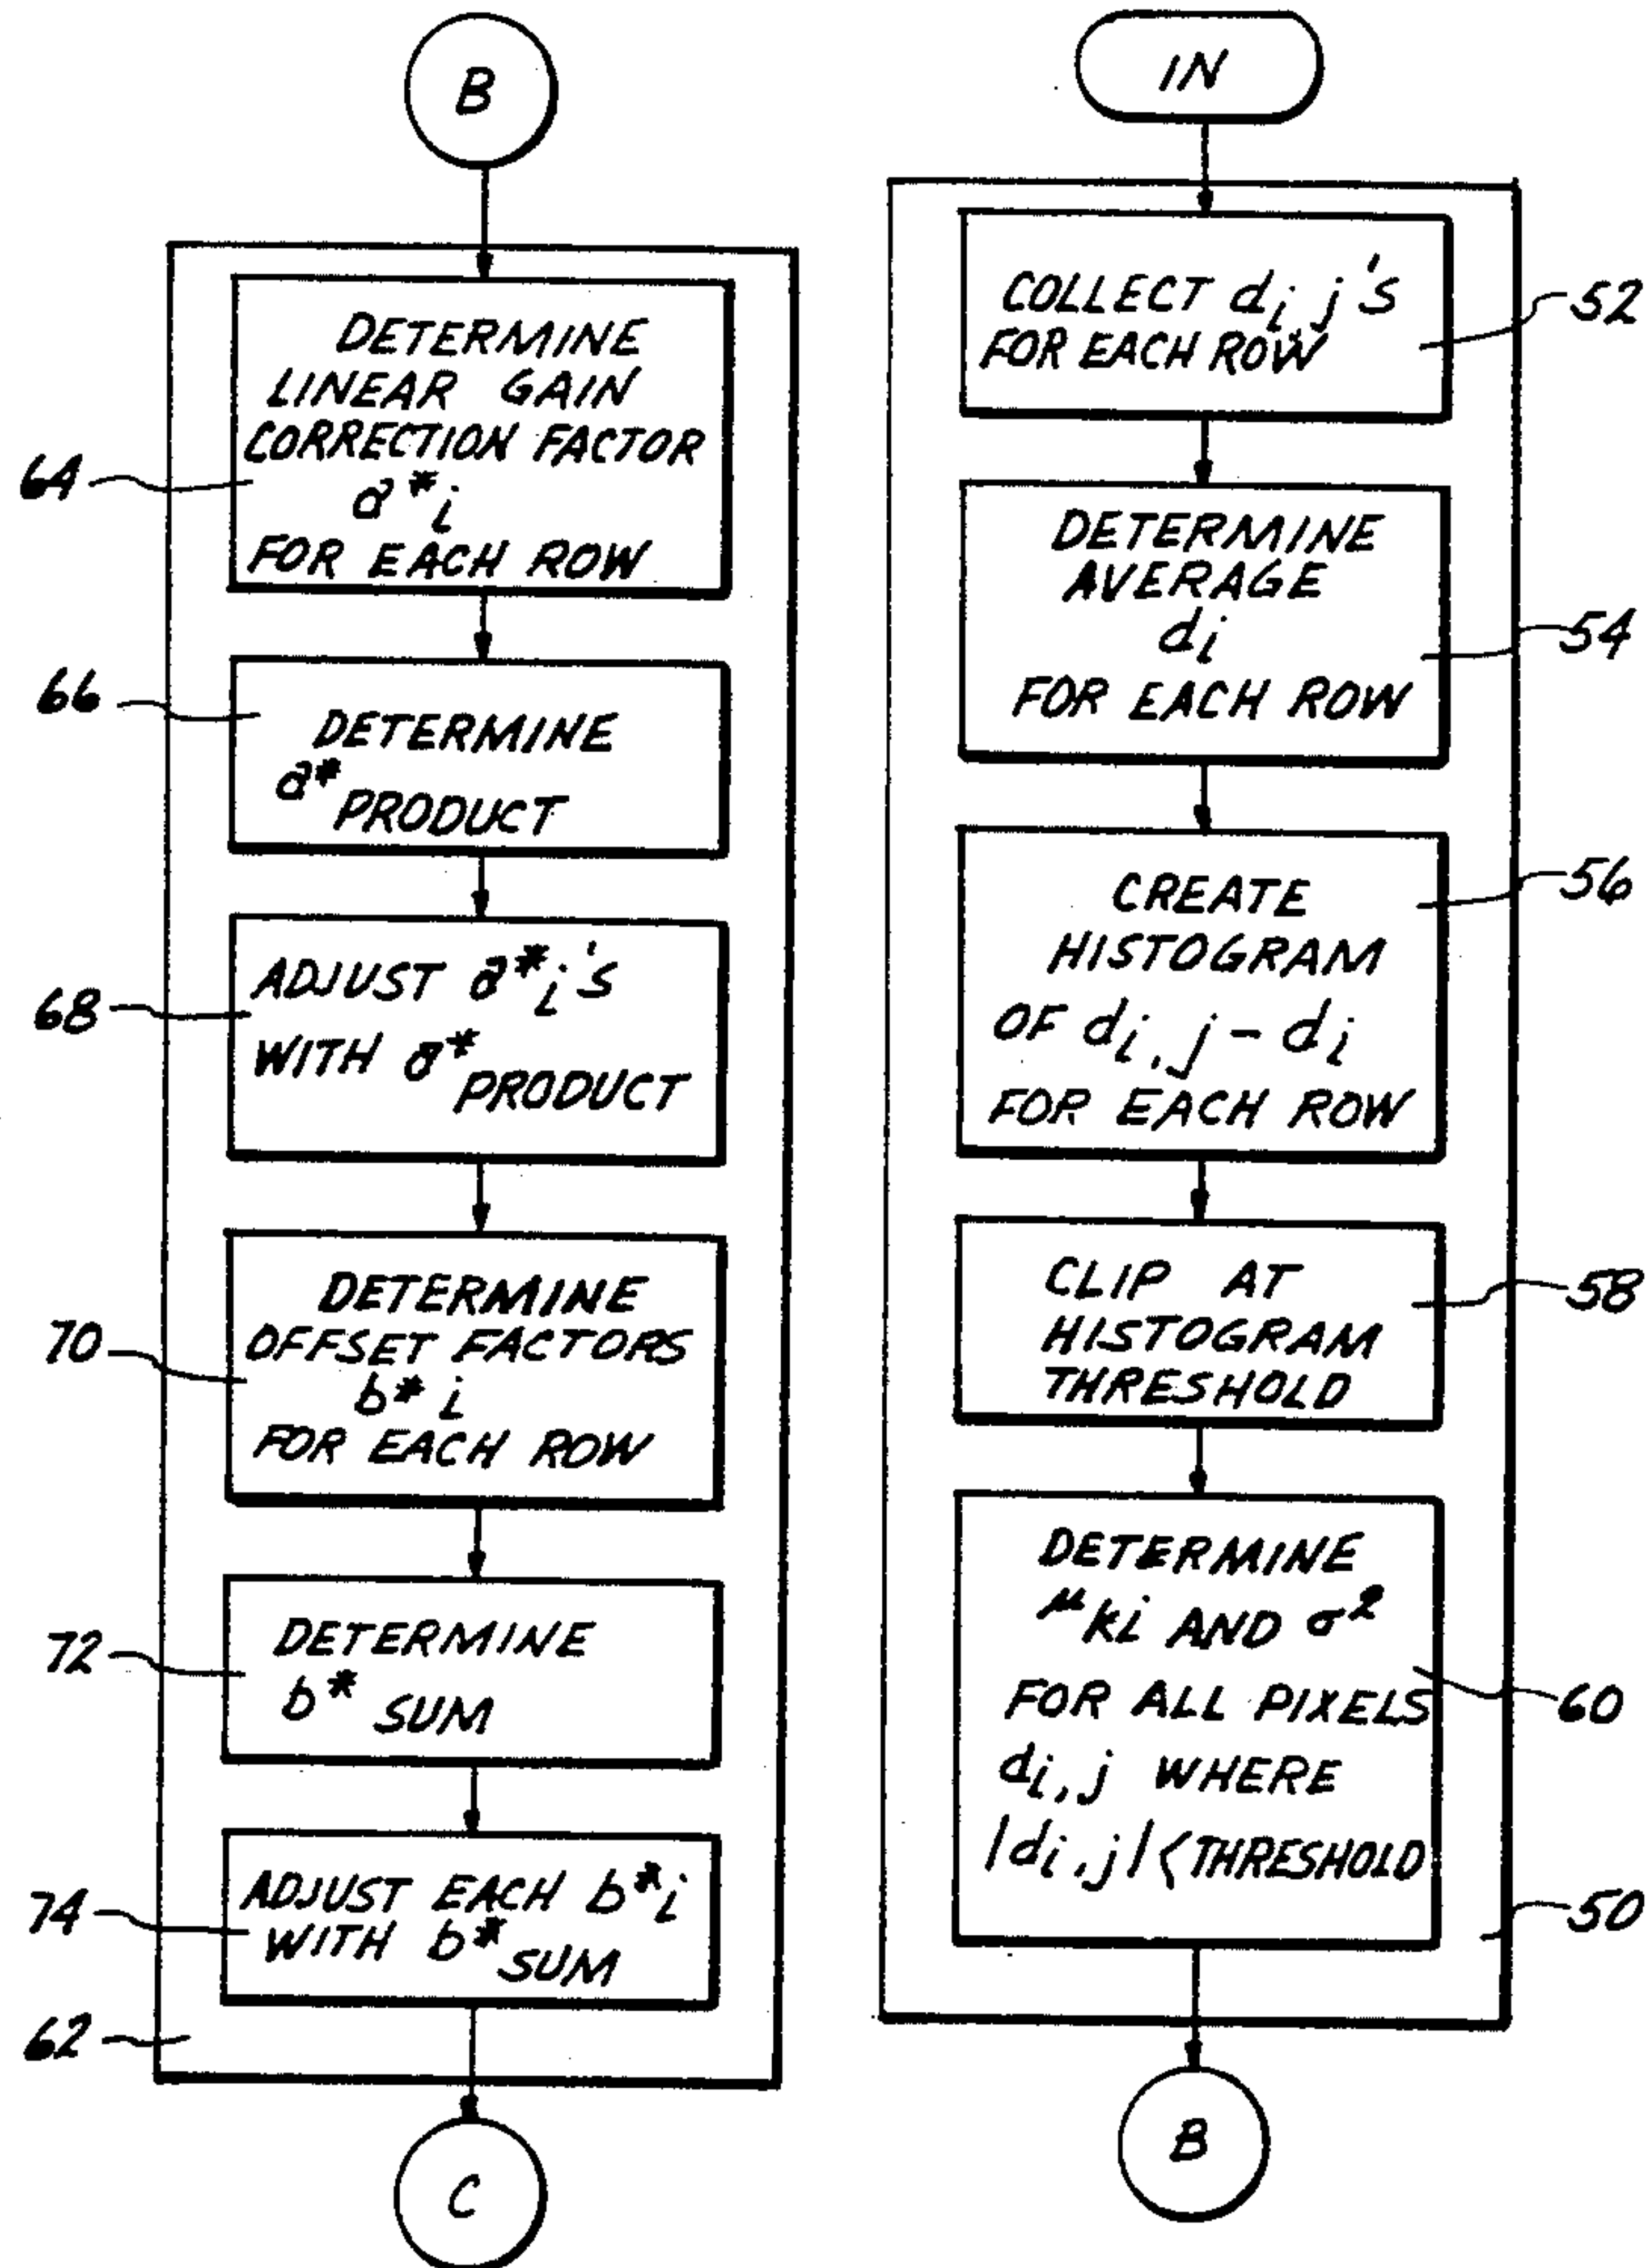 B
DETERMINE
LINEAR GAIN
CORRECTION FACTOR
a*i
FOR EACH ROW
64
DETERMINE
a* PRODUCT
66
ADJUST a*i's
WITH a* PRODUCT
68
DETERMINE
OFFSET FACTORS
b*i
FOR EACH ROW
70
DETERMINE
b* SUM
72
ADJUST EACH b*i
WITH b* SUM
74
62
C
IN
COLLECT di,j's
FOR EACH ROW
52
DETERMINE
AVERAGE
di
FOR EACH ROW
54
CREATE
HISTOGRAM
OF di,j - di
FOR EACH ROW
56
CLIP AT
HISTOGRAM
THRESHOLD
58
DETERMINE
μki AND σ²
FOR ALL PIXELS
di,j WHERE
|di,j| < THRESHOLD
60
50
B